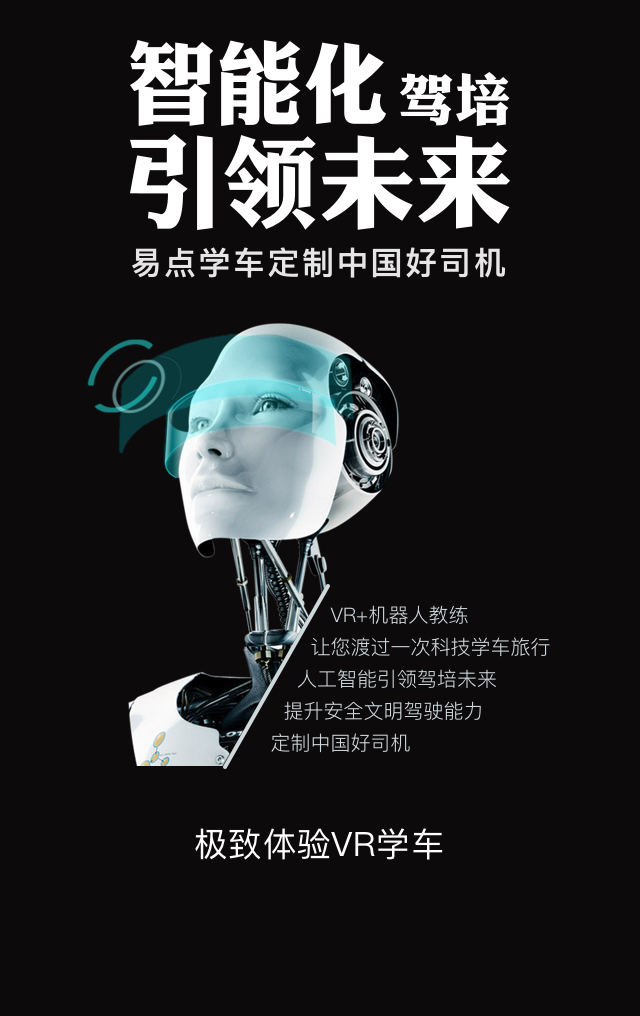 智能化 驾培
引领未来
易点学车定制中国好司机
VR+机器人教练
让您渡过一次科技学车旅行
人工智能引领驾培未来
提升安全文明驾驶能力
定制中国好司机
极致体验VR学车